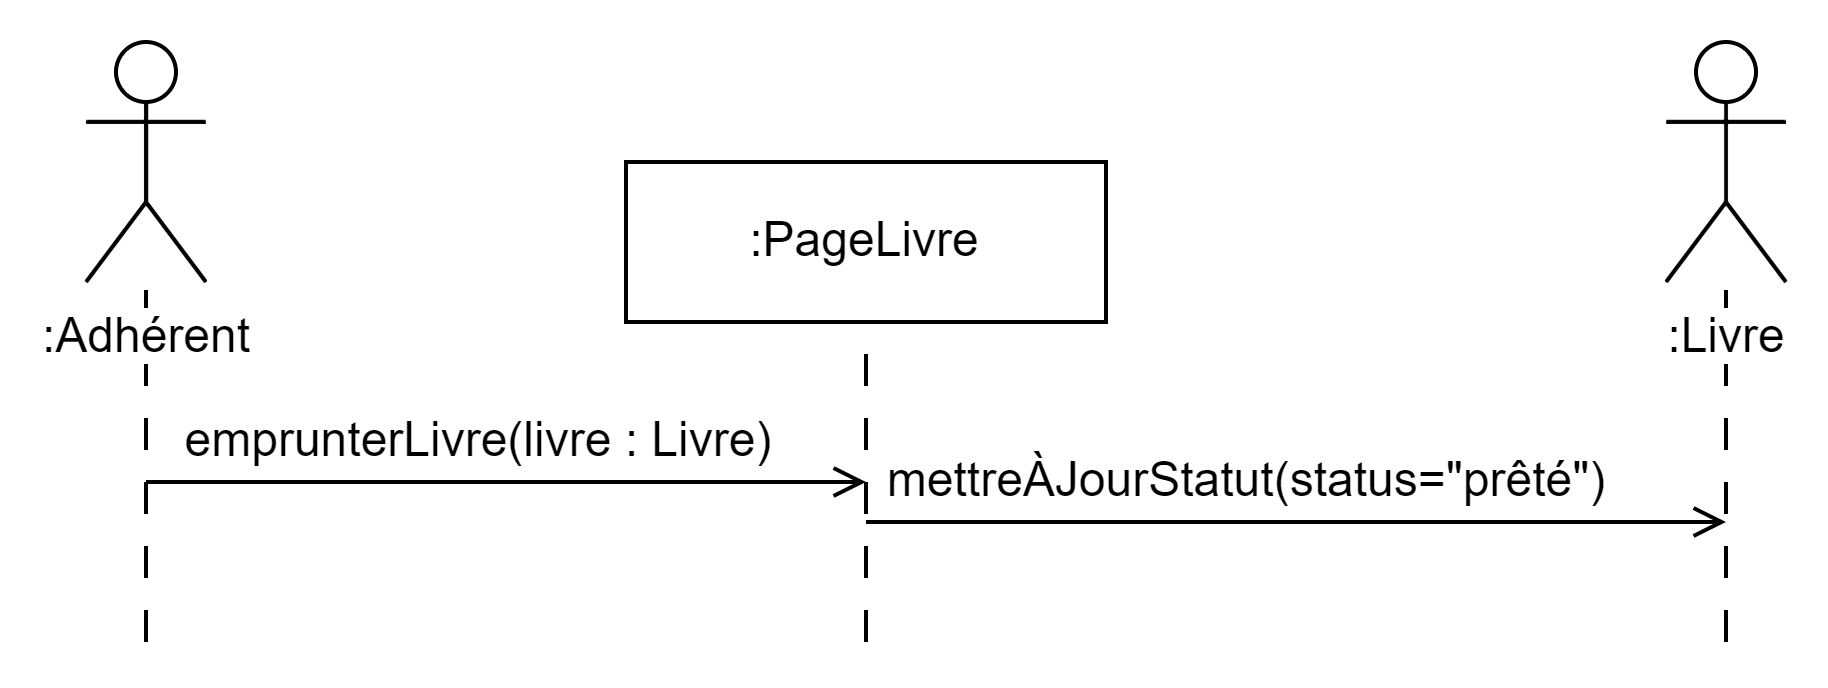 :PageLivre
:Adhérent
:Livre
emprunterLivre(livre : Livre)
mettreÀJourStatut(status="prêté")